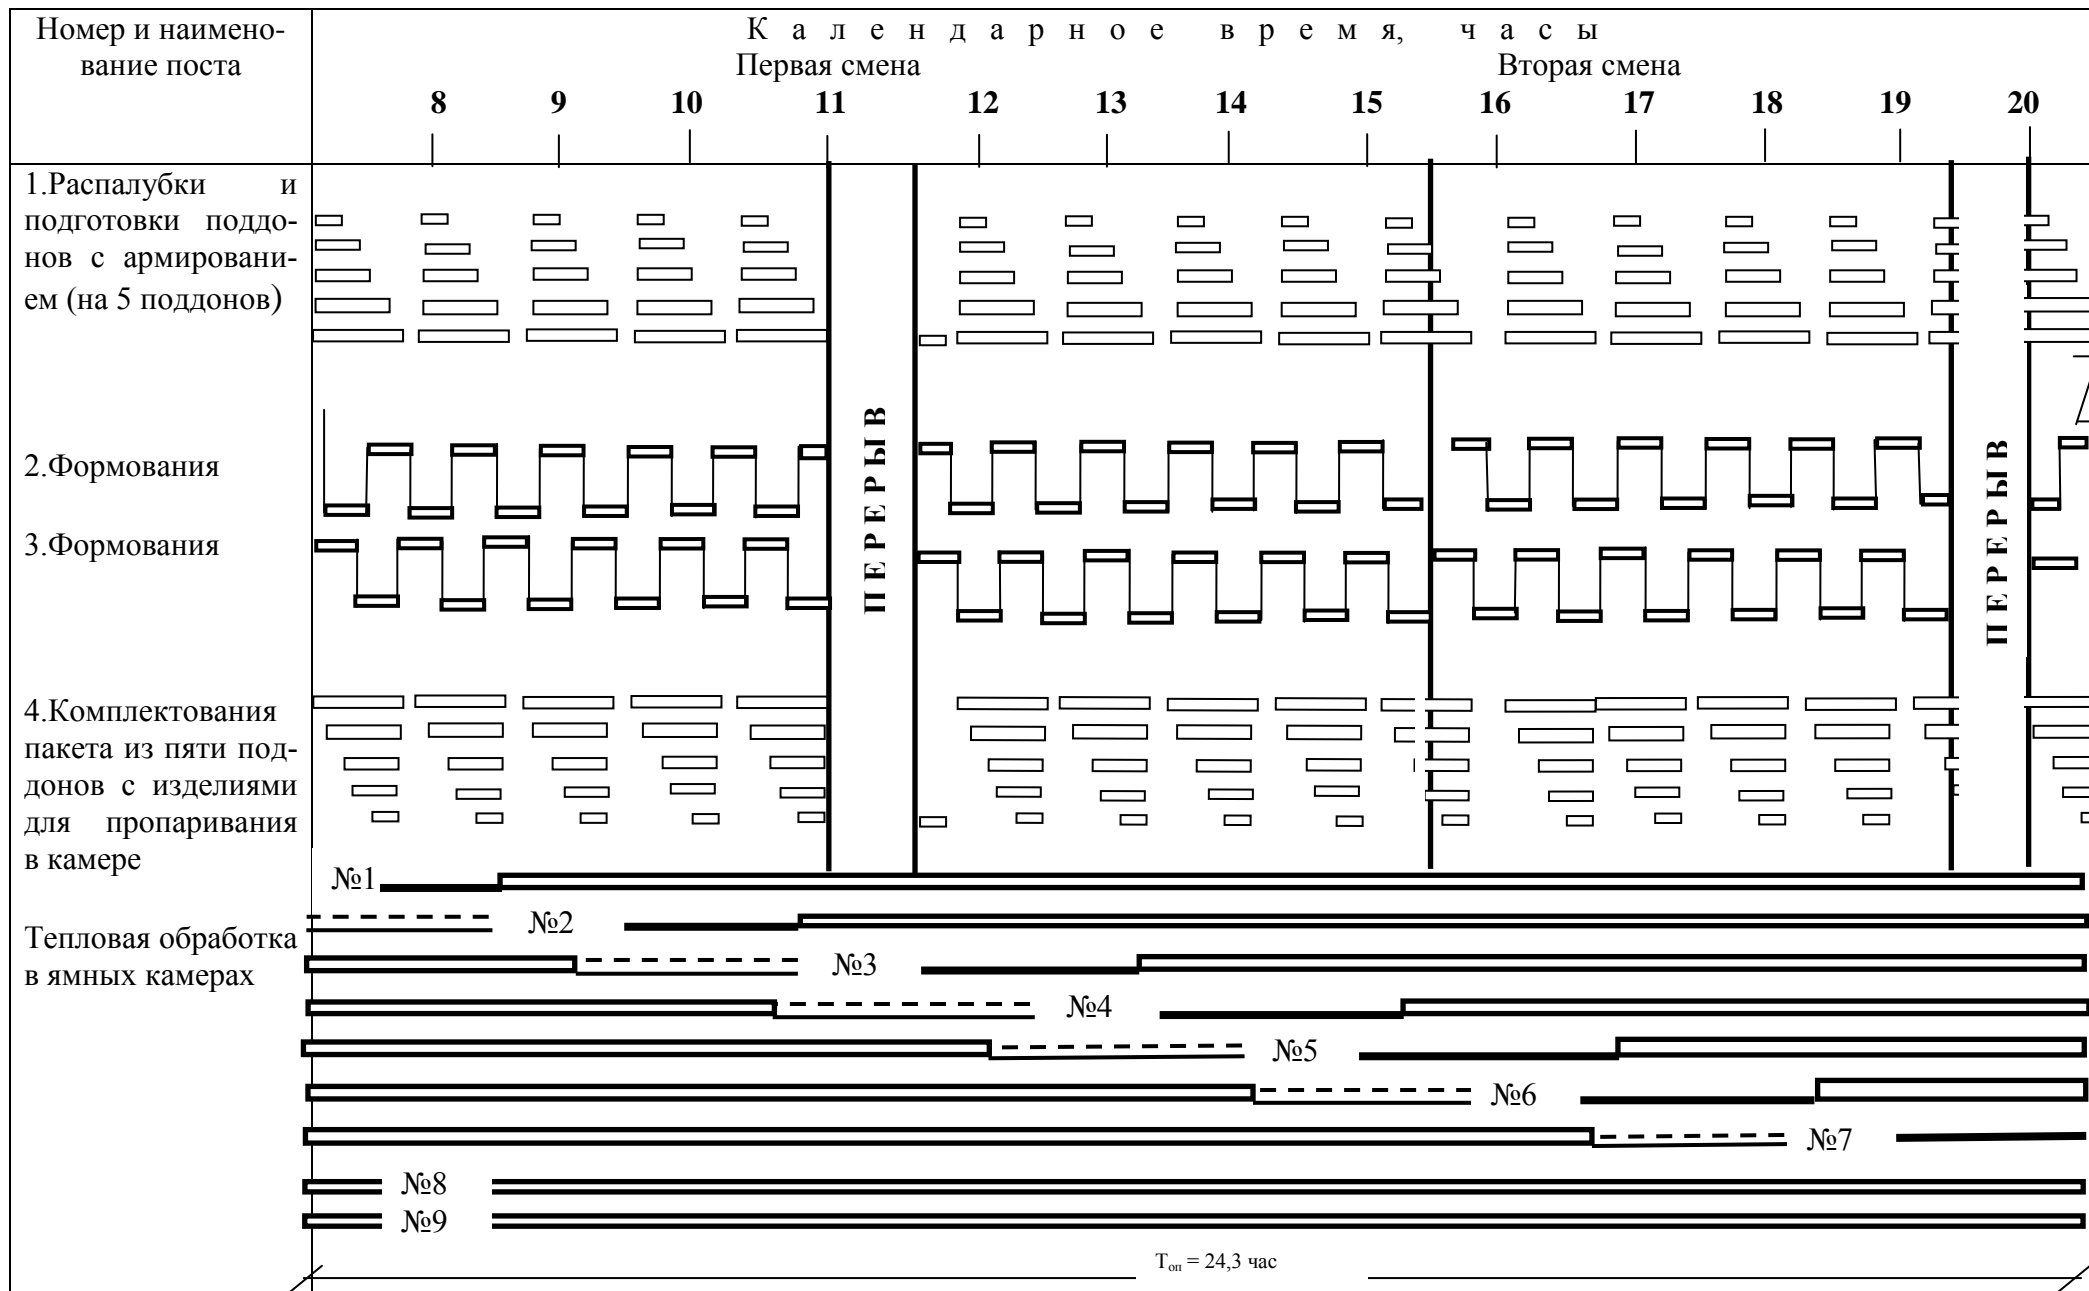 Номер и наимено-
вание поста
К а л е н д а р н о е в р е м я, ч а с ы
Первая смена Вторая смена
8 9 10 11 12 13 14 15 16 17 18 19 20
1.Распалубки и
подготовки поддо-
нов с армировани-
ем (на 5 поддонов)
2.Формования
3.Формования
ПЕРЕРЫВ
ПЕРЕРЫВ
4.Комплектования
пакета из пяти под-
донов с изделиями
для пропаривания
в камере
Тепловая обработка
в ямных камерах
№1
№2
№3
№4
№5
№6
№7
№8
№9
Tоп = 24,3 час